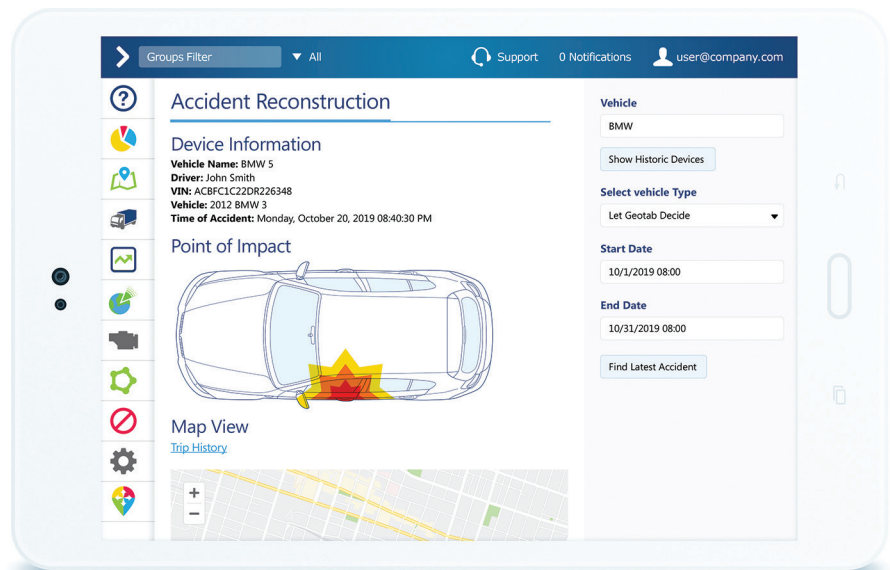 Groups Filter
All
Support
0 Notifications
user@company.com
Accident Reconstruction
Device Information
Vehicle Name: BMW 5
Driver: John Smith
VIN: ACBFC1C22DR226348
Vehicle: 2012 BMW 3
Time of Accident: Monday, October 20, 2019 08:40:30 PM
Point of Impact
Map View
Trip History
+
−
Vehicle
BMW
Show Historic Devices
Select vehicle Type
Let Geotab Decide
Start Date
10/1/2019 08:00
End Date
10/31/2019 08:00
Find Latest Accident